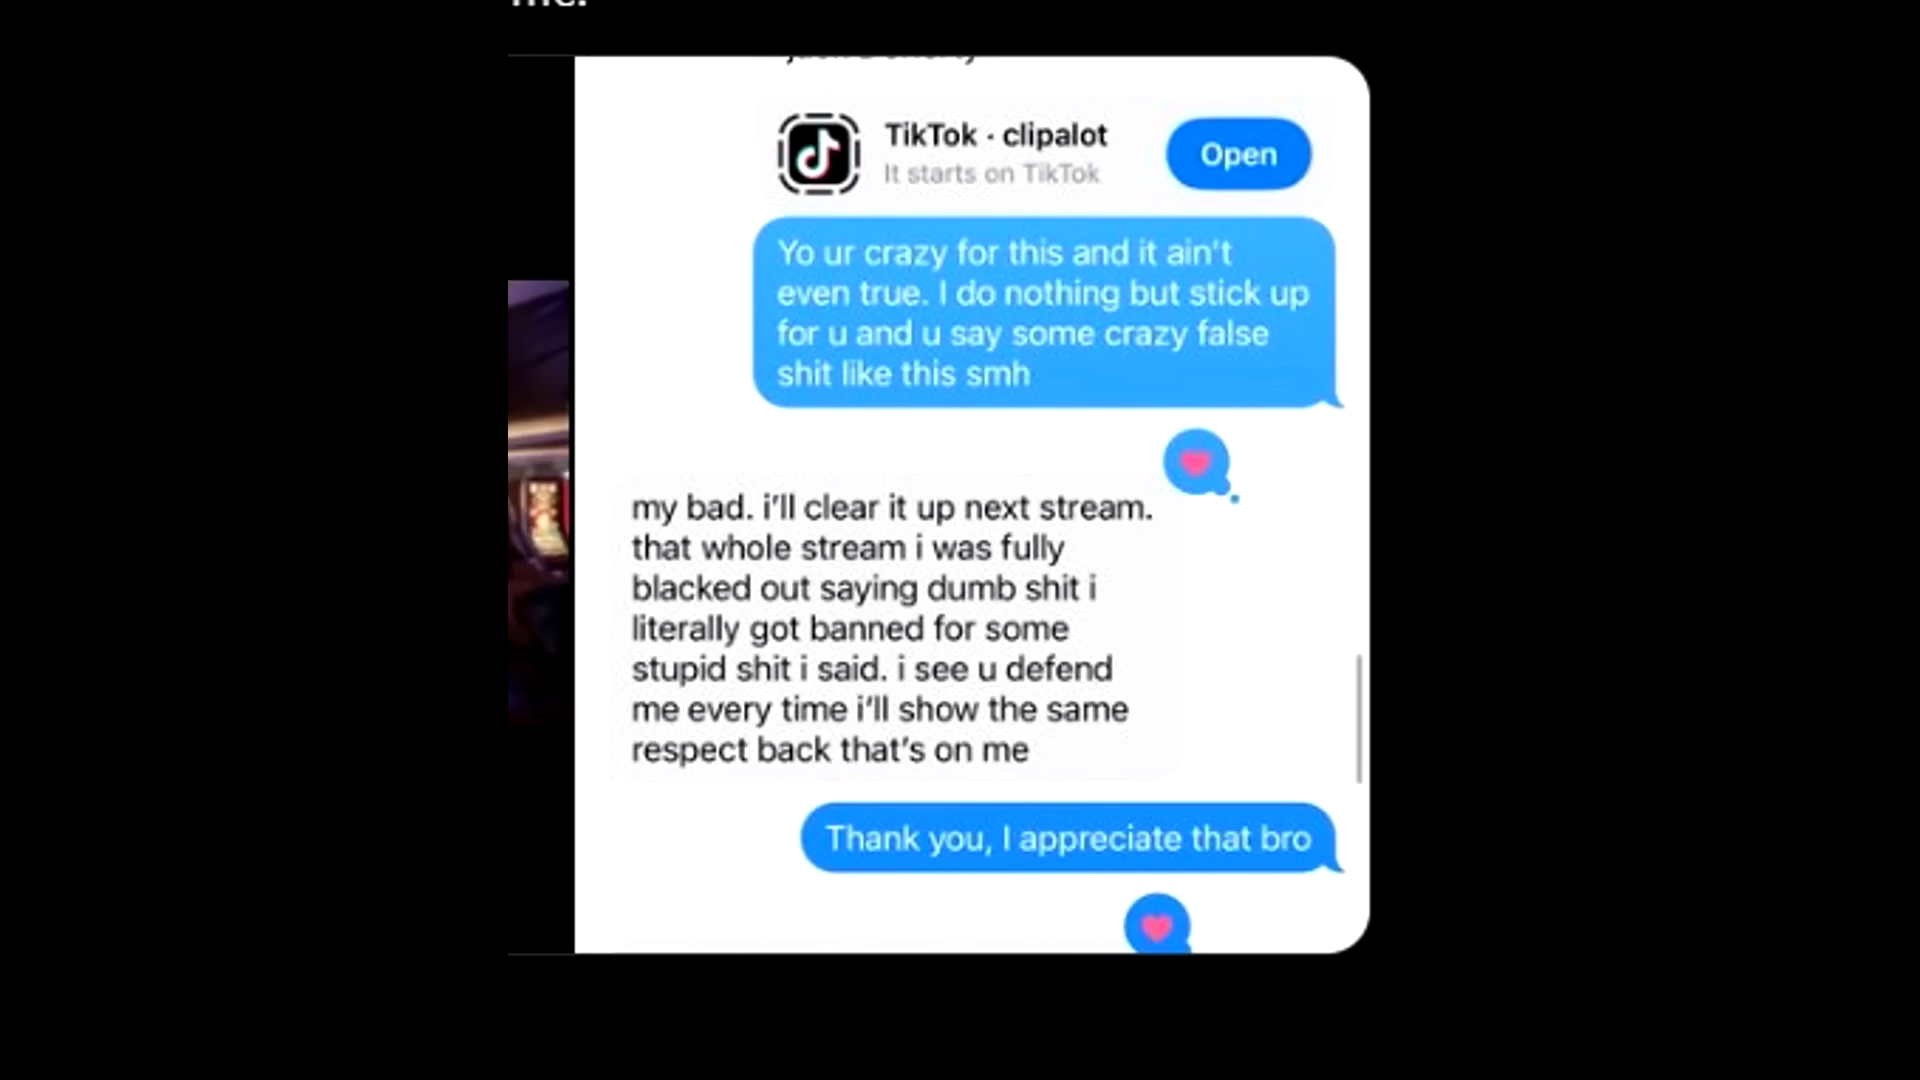 me.
TikTok · clipalot
It starts on TikTok
Open
Yo ur crazy for this and it ain't
even true. I do nothing but stick up
for u and u say some crazy false
shit like this smh
my bad. i'll clear it up next stream.
that whole stream i was fully
blacked out saying dumb shit i
literally got banned for some
stupid shit i said. i see u defend
me every time i'll show the same
respect back that's on me
Thank you, I appreciate that bro